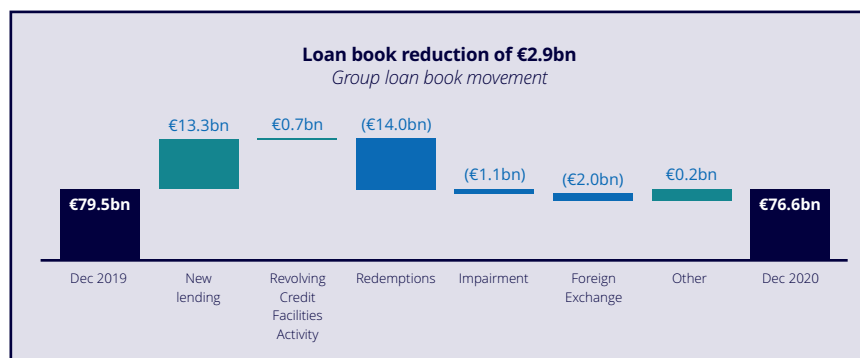 Loan book reduction of €2.9bn
Group loan book movement
€13.3bn
€0.7bn
(€14.0bn)
(€1.1bn)
(€2.0bn)
€0.2bn
€79.5bn
€76.6bn
Dec 2019
New
lending
Revolving
Credit
Facilities
Activity
Redemptions
Impairment
Foreign
Exchange
Other
Dec 2020